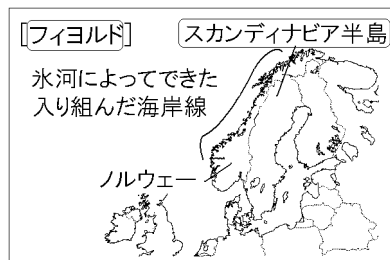 [フィヨルド]
スカンディナビア半島
氷河によってできた
入り組んだ海岸線
ノルウェー